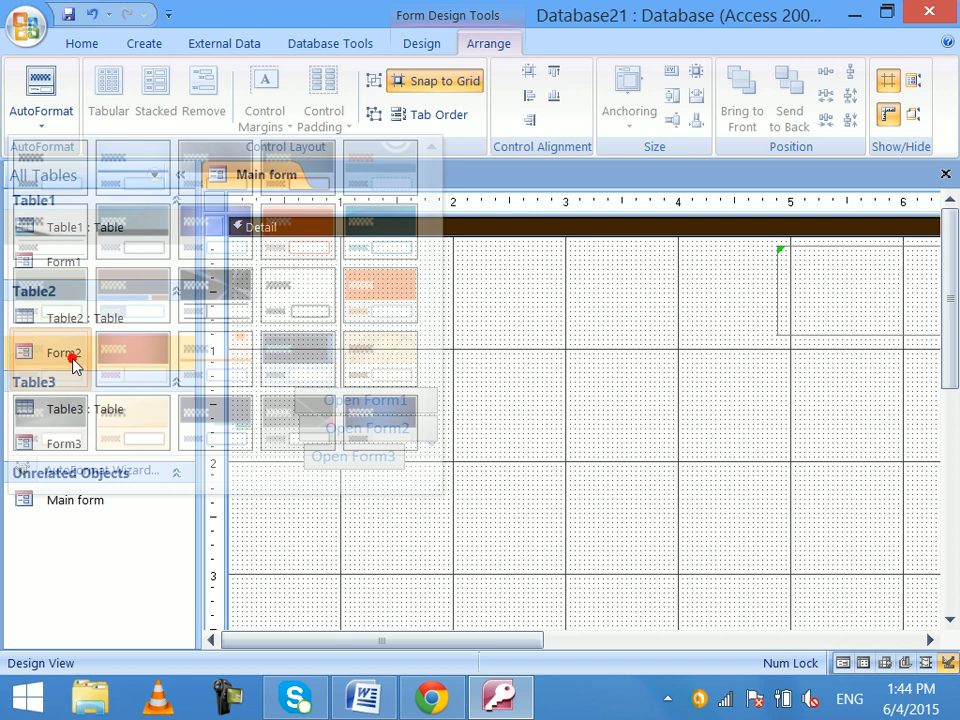 Form Design Tools
Database21 : Database (Access 200...
Home
Create
External Data
Database Tools
Design
Arrange
AutoFormat
Tabular
Stacked
Remove
Control Margins
Control Padding
Snap to Grid
Tab Order
Anchoring
Bring to Front
Send to Back
AutoFormat
Control Layout
Control Alignment
Size
Position
Show/Hide
All Tables
Main form
1 2 3 4 5 6
Table1
Detail
Table1 : Table
Form1
Table2
Table2 : Table
Form2
1
Table3
Open Form1
Table3 : Table
Open Form2
Form3
Open Form3
2
AutoFormat Wizard...
Unrelated Objects
Main form
3
Design View
Num Lock
ENG
1:44 PM
6/4/2015